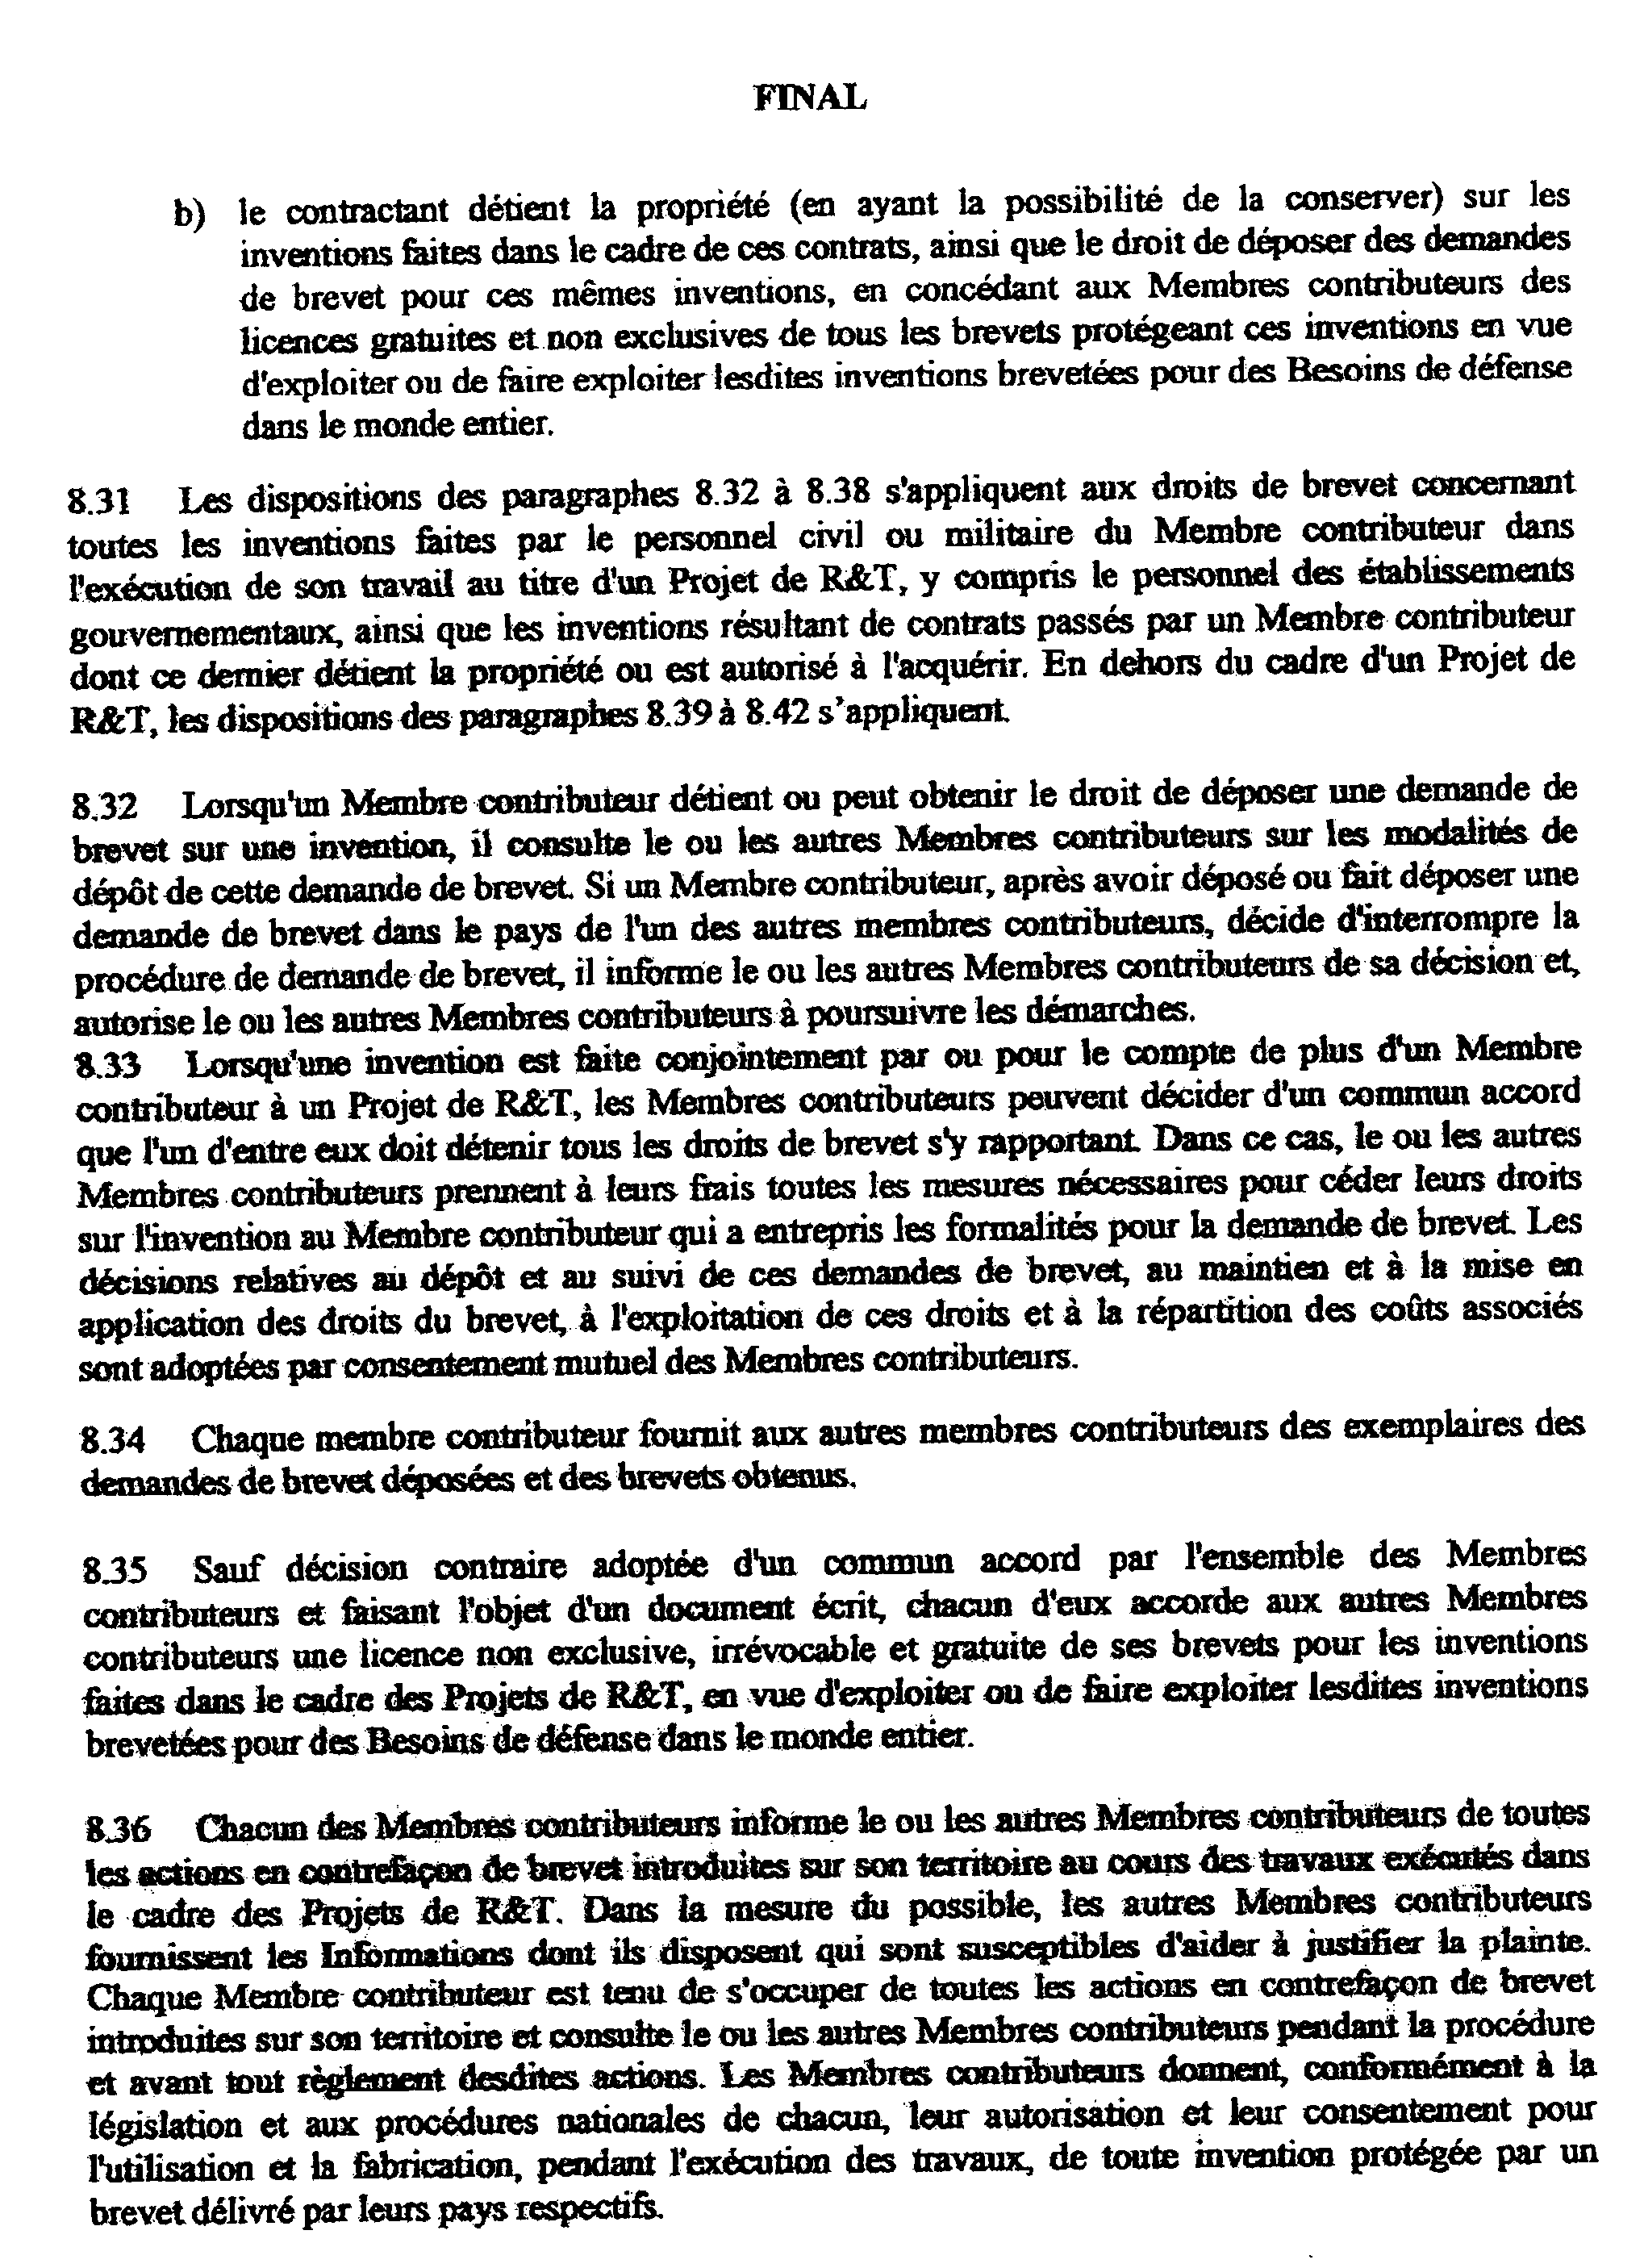 FINAL
b) le contractant détient la propriété (en ayant la possibilité de la conserver) sur les
inventions faites dans le cadre de ces contrats, ainsi que le droit de déposer des demandes
de brevet pour ces mêmes inventions, en concédant aux Membres contributeurs des
licences gratuites et non exclusives de tous les brevets protégeant ces inventions en vue
d'exploiter ou de faire exploiter lesdites inventions brevetées pour des Besoins de défense
dans le monde entier.
8.31 Les dispositions des paragraphes 8.32 à 8.38 s'appliquent aux droits de brevet concernant
toutes les inventions faites par le personnel civil ou militaire du Membre contributeur dans
l'exécution de son travail au titre d'un Projet de R&T, y compris le personnel des établissements
gouvernementaux, ainsi que les inventions résultant de contrats passés par un Membre contributeur
dont ce dernier détient la propriété ou est autorisé à l'acquérir. En dehors du cadre d'un Projet de
R&T, les dispositions des paragraphes 8.39 à 8.42 s’appliquent.
8.32 Lorsqu'un Membre contributeur détient ou peut obtenir le droit de déposer une demande de
brevet sur une invention, il consulte le ou les autres Membres contributeurs sur les modalités de
dépôt de cette demande de brevet. Si un Membre contributeur, après avoir déposé ou fait déposer une
demande de brevet dans le pays de l'un des autres membres contributeurs, décide d'interrompre la
procédure de demande de brevet, il informe le ou les autres Membres contributeurs de sa décision et,
autorise le ou les autres Membres contributeurs à poursuivre les démarches.
8.33 Lorsqu'une invention est faite conjointement par ou pour le compte de plus d'un Membre
contributeur à un Projet de R&T, les Membres contributeurs peuvent décider d'un commun accord
que l'un d'entre eux doit détenir tous les droits de brevet s'y rapportant. Dans ce cas, le ou les autres
Membres contributeurs prennent à leurs frais toutes les mesures nécessaires pour céder leurs droits
sur l'invention au Membre contributeur qui a entrepris les formalités pour la demande de brevet. Les
décisions relatives au dépôt et au suivi de ces demandes de brevet, au maintien et à la mise en
application des droits du brevet, à l'exploitation de ces droits et à la répartition des coûts associés
sont adoptées par consentement mutuel des Membres contributeurs.
8.34 Chaque membre contributeur fournit aux autres membres contributeurs des exemplaires des
demandes de brevet déposées et des brevets obtenus.
8.35 Sauf décision contraire adoptée d'un commun accord par l'ensemble des Membres
contributeurs et faisant l'objet d'un document écrit, chacun d'eux accorde aux autres Membres
contributeurs une licence non exclusive, irrévocable et gratuite de ses brevets pour les inventions
faites dans le cadre des Projets de R&T, en vue d'exploiter ou de faire exploiter lesdites inventions
brevetées pour des Besoins de défense dans le monde entier.
8.36 Chacun des Membres contributeurs informe le ou les autres Membres contributeurs de toutes
les actions en contrefaçon de brevet introduites sur son territoire au cours des travaux exécutés dans
le cadre des Projets de R&T. Dans la mesure du possible, les autres Membres contributeurs
fournissent les Informations dont ils disposent qui sont susceptibles d'aider à justifier la plainte.
Chaque Membre contributeur est tenu de s'occuper de toutes les actions en contrefaçon de brevet
introduites sur son territoire et consulte le ou les autres Membres contributeurs pendant la procédure
et avant tout règlement desdites actions. Les Membres contributeurs donnent, conformément à la
législation et aux procédures nationales de chacun, leur autorisation et leur consentement pour
l'utilisation et la fabrication, pendant l'exécution des travaux, de toute invention protégée par un
brevet délivré par leurs pays respectifs.